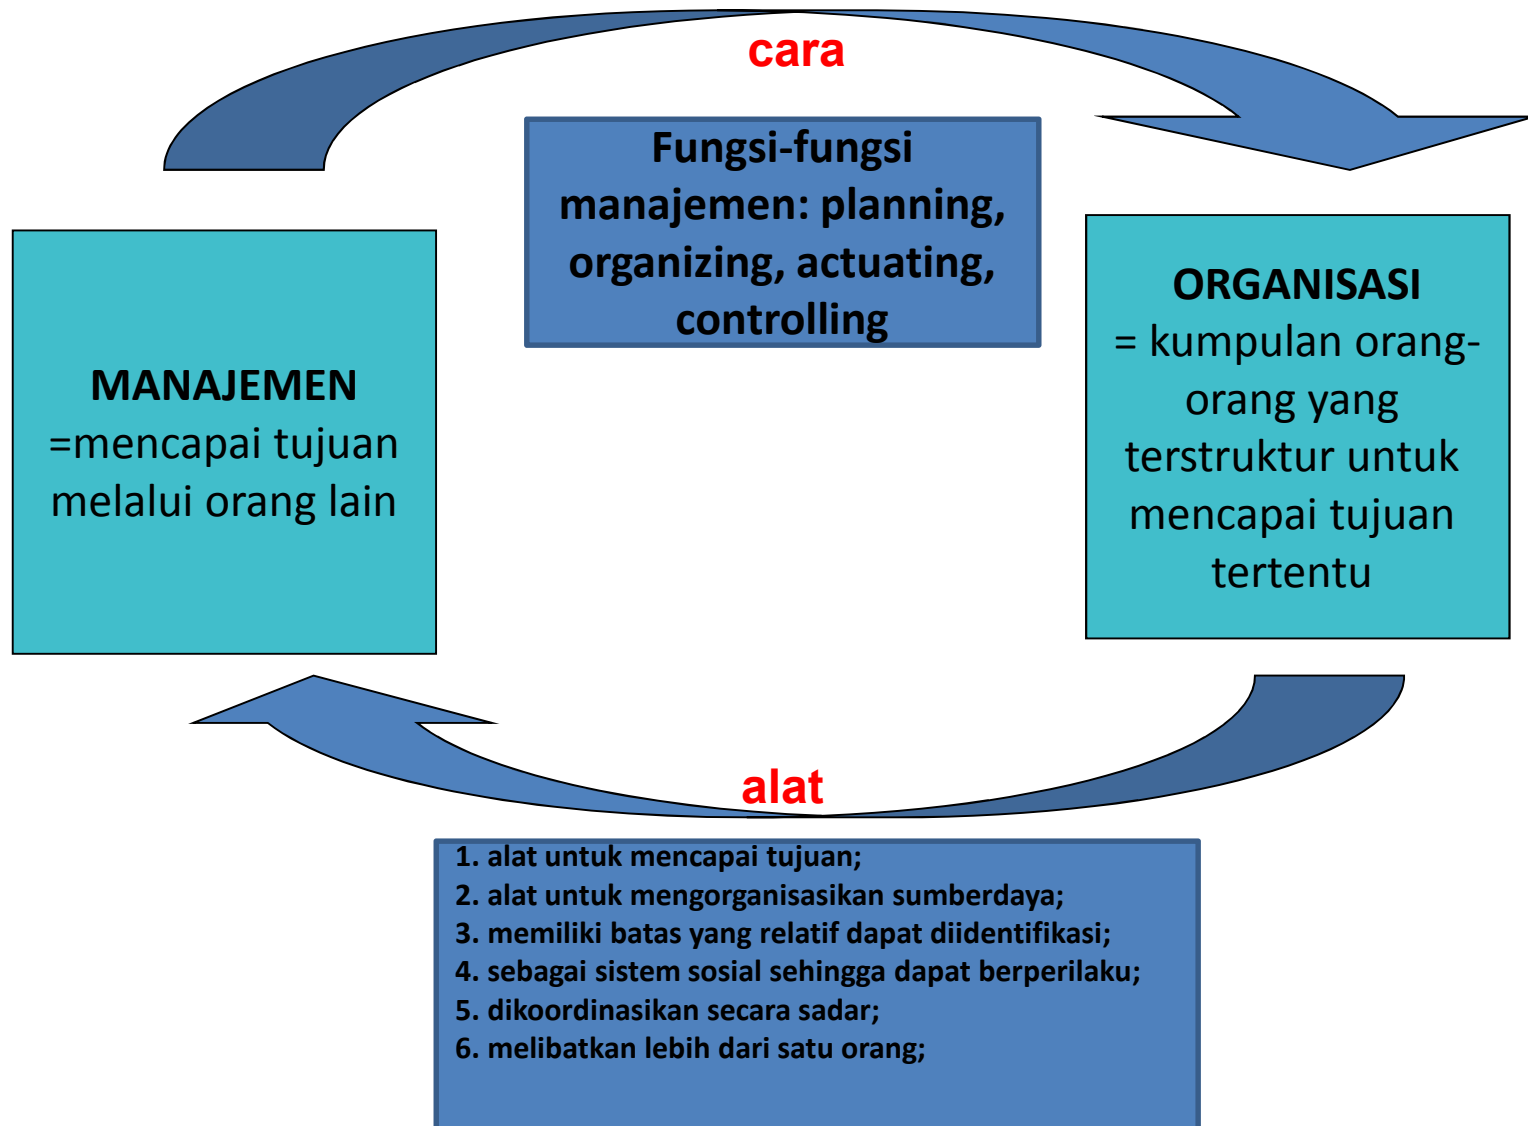 cara
Fungsi-fungsi
manajemen: planning,
organizing, actuating,
controlling
MANAJEMEN
=mencapai tujuan
melalui orang lain
ORGANISASI
= kumpulan orang-
orang yang
terstruktur untuk
mencapai tujuan
tertentu
alat
1. alat untuk mencapai tujuan;
2. alat untuk mengorganisasikan sumberdaya;
3. memiliki batas yang relatif dapat diidentifikasi;
4. sebagai sistem sosial sehingga dapat berperilaku;
5. dikoordinasikan secara sadar;
6. melibatkan lebih dari satu orang;